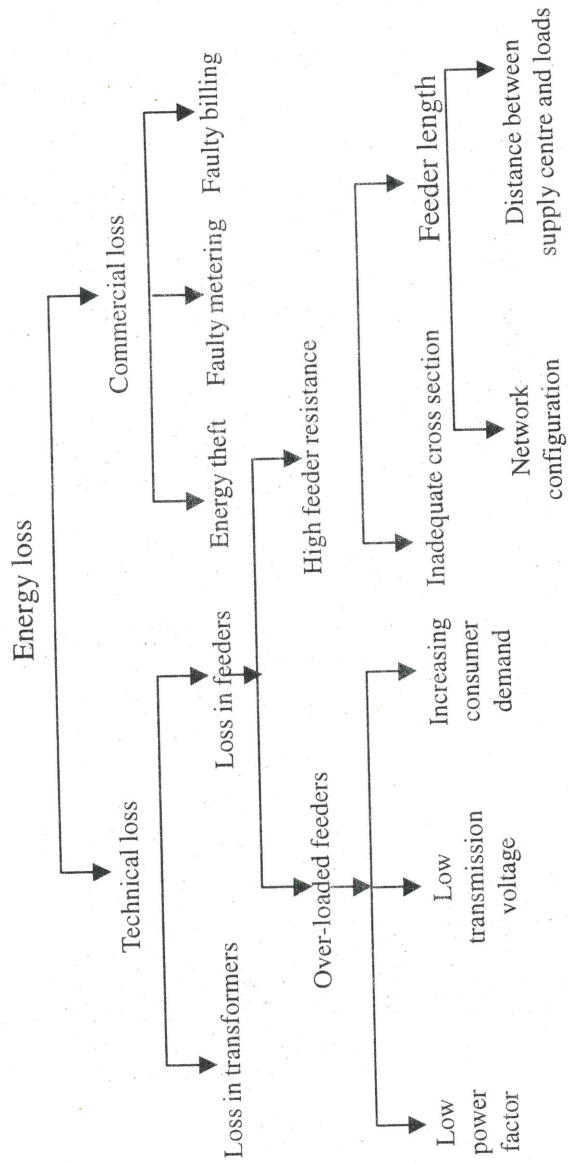 Energy loss
Technical loss
Commercial loss
Loss in transformers
Loss in feeders
Energy theft
Faulty metering
Faulty billing
Over-loaded feeders
High feeder resistance
Low
power
factor
Low
transmission
voltage
Increasing
consumer
demand
Inadequate cross section
Feeder length
Network
configuration
Distance between
supply centre and loads